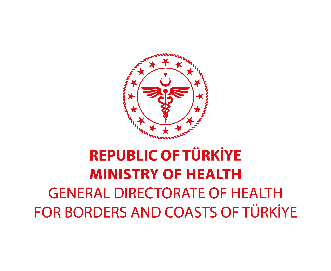 REPUBLIC OF TÜRKİYE
MINISTRY OF HEALTH
GENERAL DIRECTORATE OF HEALTH
FOR BORDERS AND COASTS OF TÜRKİYE